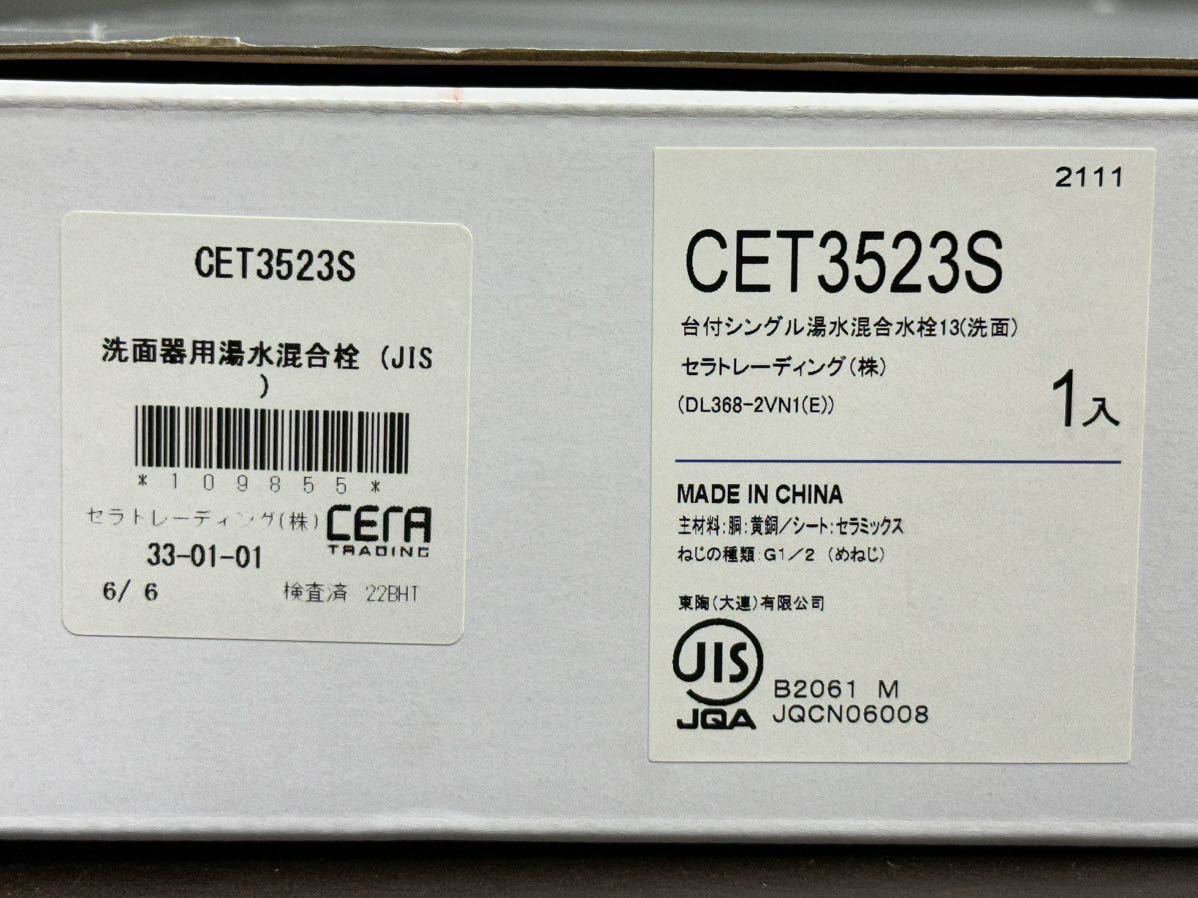 CET3523S
洗面器用湯水混合栓 (JIS
)
*109855*
セラトレーディング(株)
CERA
TRADING
33-01-01
6/ 6
検査済 22BHT
2111
CET3523S
台付シングル湯水混合水栓13(洗面)
セラトレーディング(株)
(DL368-2VN1(E))
1入
MADE IN CHINA
主材料:胴:黄銅/シート:セラミックス
ねじの種類:G1/2 (めねじ)
東陶(大連)有限公司
JIS
JQA
B2061 M
JQCN06008